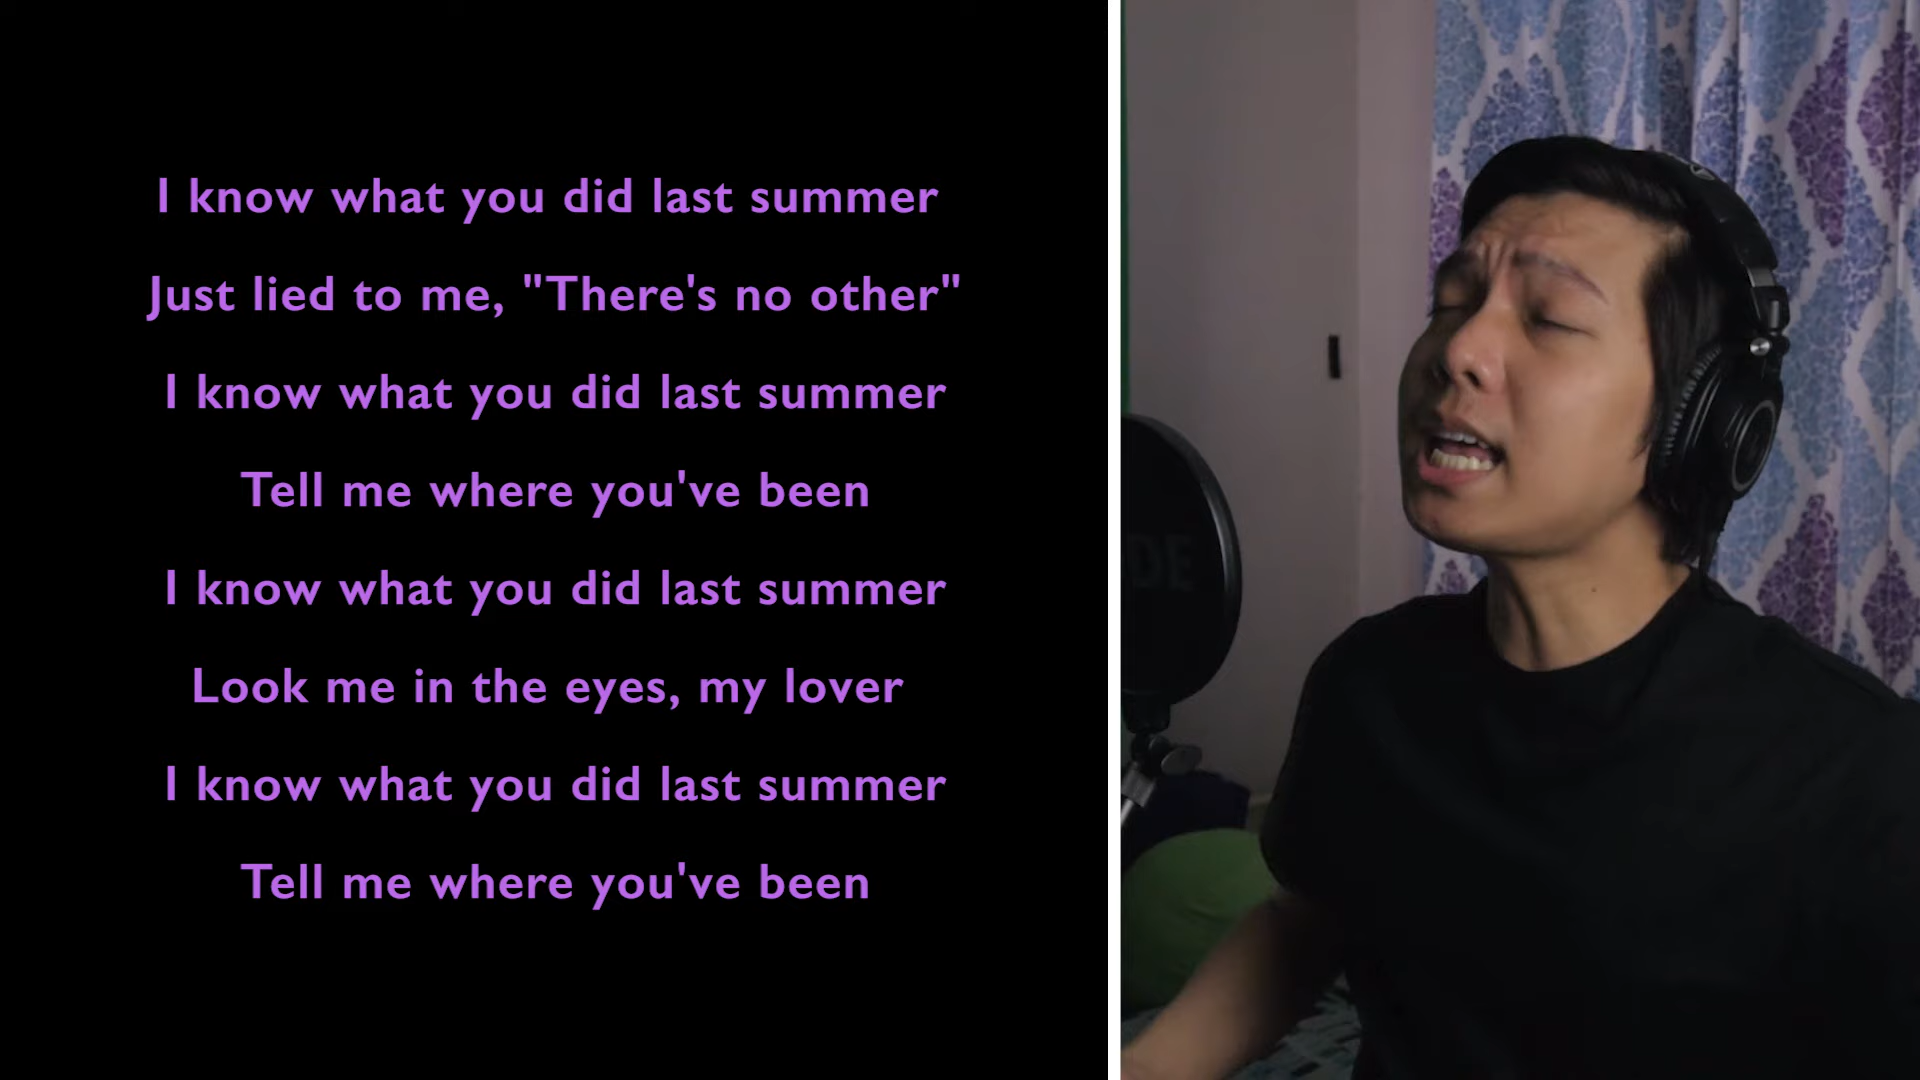 I know what you did last summer
Just lied to me, "There's no other"
I know what you did last summer
Tell me where you've been
I know what you did last summer
Look me in the eyes, my lover
I know what you did last summer
Tell me where you've been